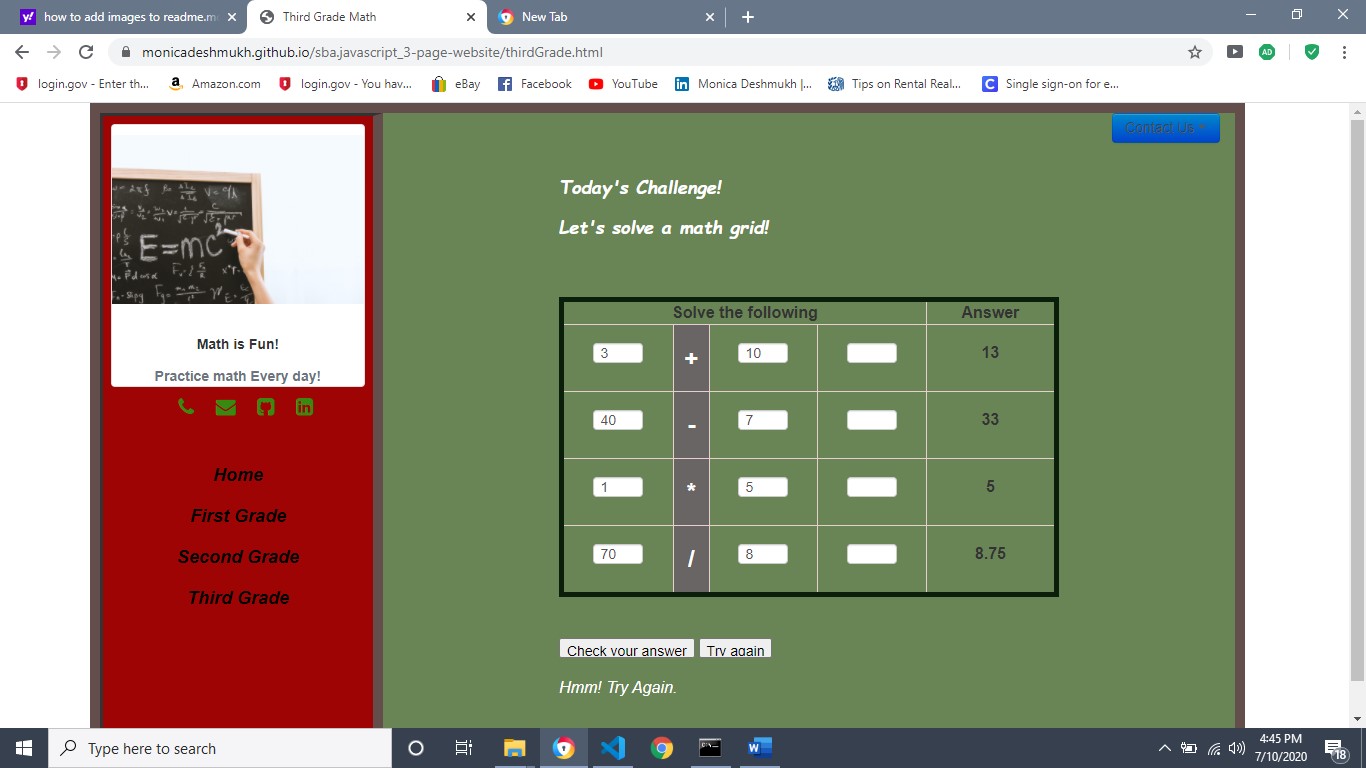 how to add images to readme.m
Third Grade Math
New Tab
monicadeshmukh.github.io/sba.javascript_3-page-website/thirdGrade.html
login.gov - Enter th...
Amazon.com
login.gov - You hav...
eBay
Facebook
YouTube
Monica Deshmukh |...
Tips on Rental Real...
Single sign-on for e...
Contact Us
E=mc²
Math is Fun!
Practice math Every day!
Home
First Grade
Second Grade
Third Grade
Today's Challenge!
Let's solve a math grid!
Solve the following Answer
3 + 10 13
40 - 7 33
1 * 5 5
70 / 8 8.75
Check your answer Try again
Hmm! Try Again.
Type here to search
4:45 PM
7/10/2020
18